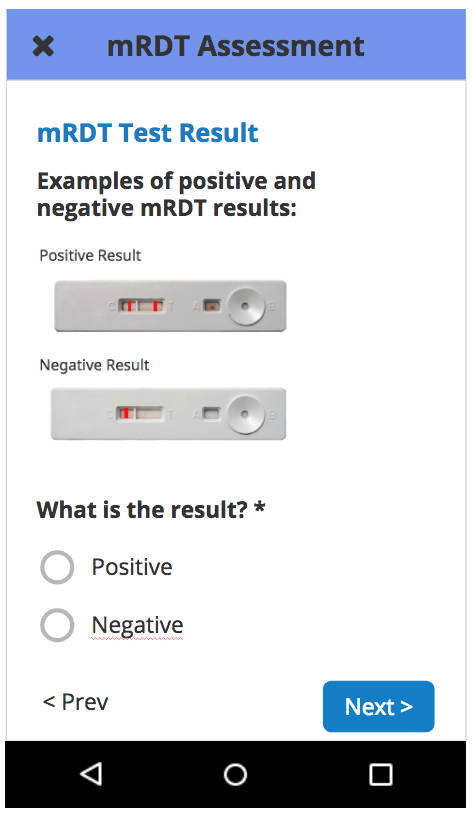 ✖ mRDT Assessment
mRDT Test Result
Examples of positive and
negative mRDT results:
Positive Result
C T A B
Negative Result
C T A B
What is the result? *
Positive
Negative
< Prev
Next >